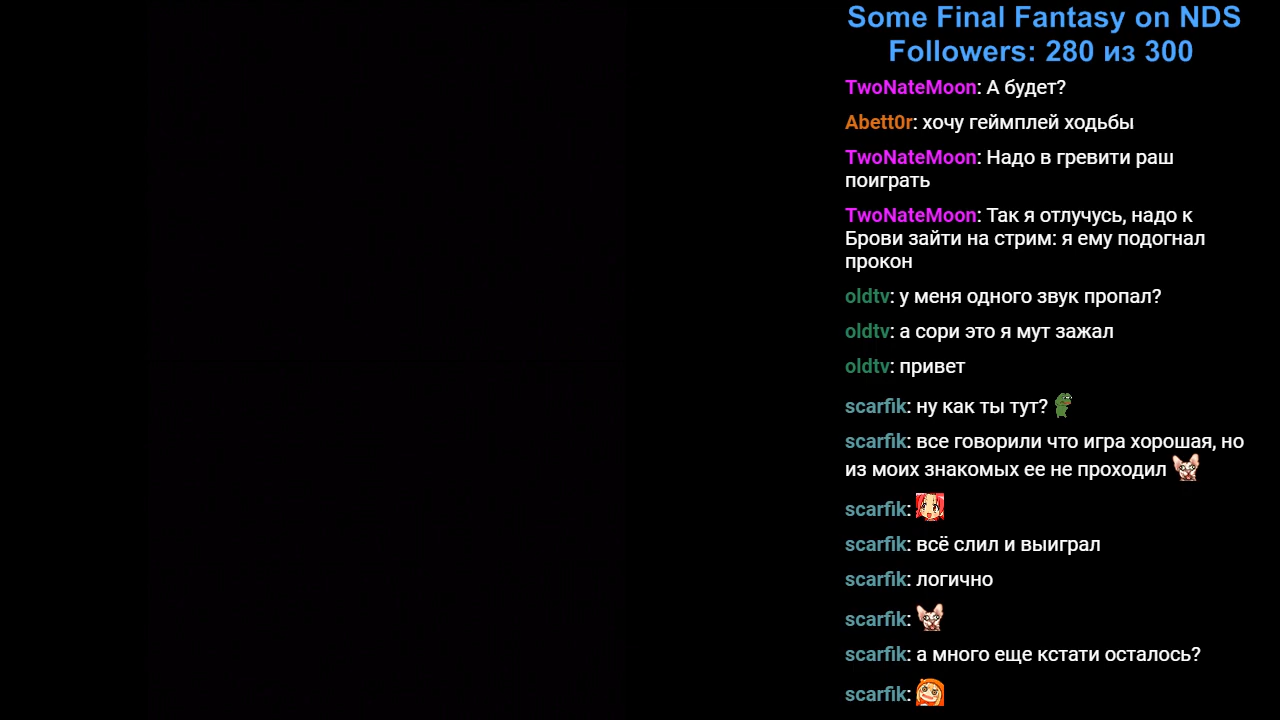 Some Final Fantasy on NDS
Followers: 280 из 300
TwoNateMoon: А будет?
Abett0r: хочу геймплей ходьбы
TwoNateMoon: Надо в гревити раш
поиграть
TwoNateMoon: Так я отлучусь, надо к
Брови зайти на стрим: я ему подогнал
прокон
oldtv: у меня одного звук пропал?
oldtv: а сори это я мут зажал
oldtv: привет
scarfik: ну как ты тут?
scarfik: все говорили что игра хорошая, но
из моих знакомых ее не проходил
scarfik:
scarfik: всё слил и выиграл
scarfik: логично
scarfik:
scarfik: а много еще кстати осталось?
scarfik: